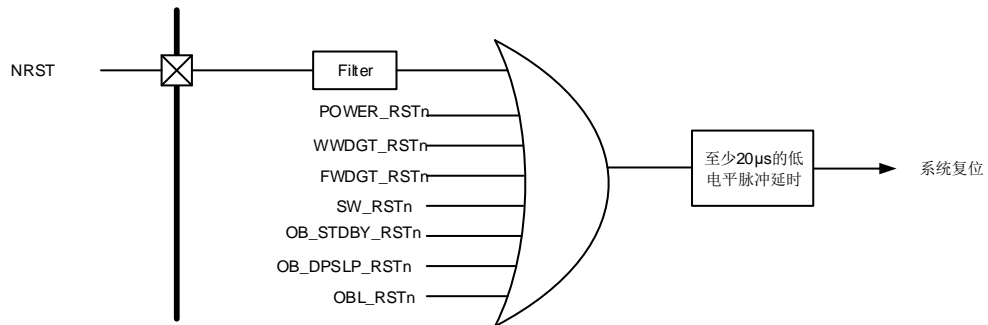 NRST
Filter
POWER_RSTn
WWDGT_RSTn
FWDGT_RSTn
SW_RSTn
OB_STDBY_RSTn
OB_DPSLP_RSTn
OBL_RSTn
至少20μs的低
电平脉冲延时
系统复位